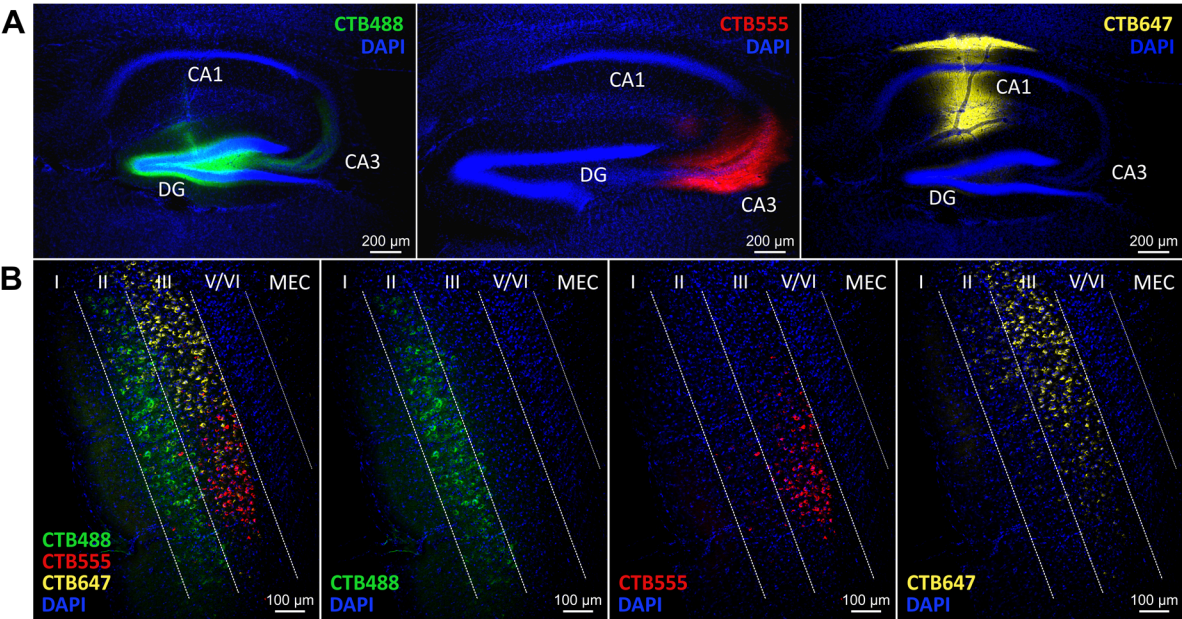 A
CTB488
DAPI
CA1
CA3
DG
200 µm
CTB555
DAPI
CA1
DG
CA3
200 µm
CTB647
DAPI
CA1
CA3
DG
200 µm
B
I II III V/VI MEC
CTB488
CTB555
CTB647
DAPI
100 µm
I II III V/VI MEC
CTB488
DAPI
100 µm
I II III V/VI MEC
CTB555
DAPI
100 µm
I II III V/VI MEC
CTB647
DAPI
100 µm